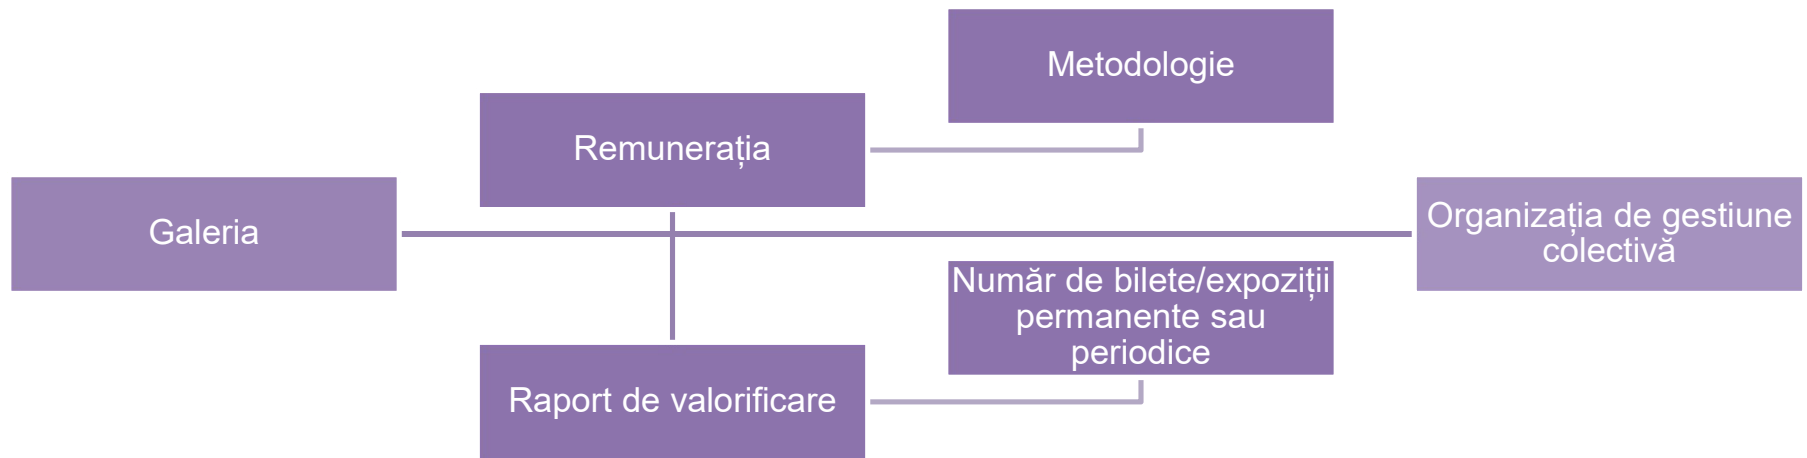 Metodologie
Remunerația
Galeria
Organizația de gestiune
colectivă
Număr de bilete/expoziții
permanente sau
periodice
Raport de valorificare